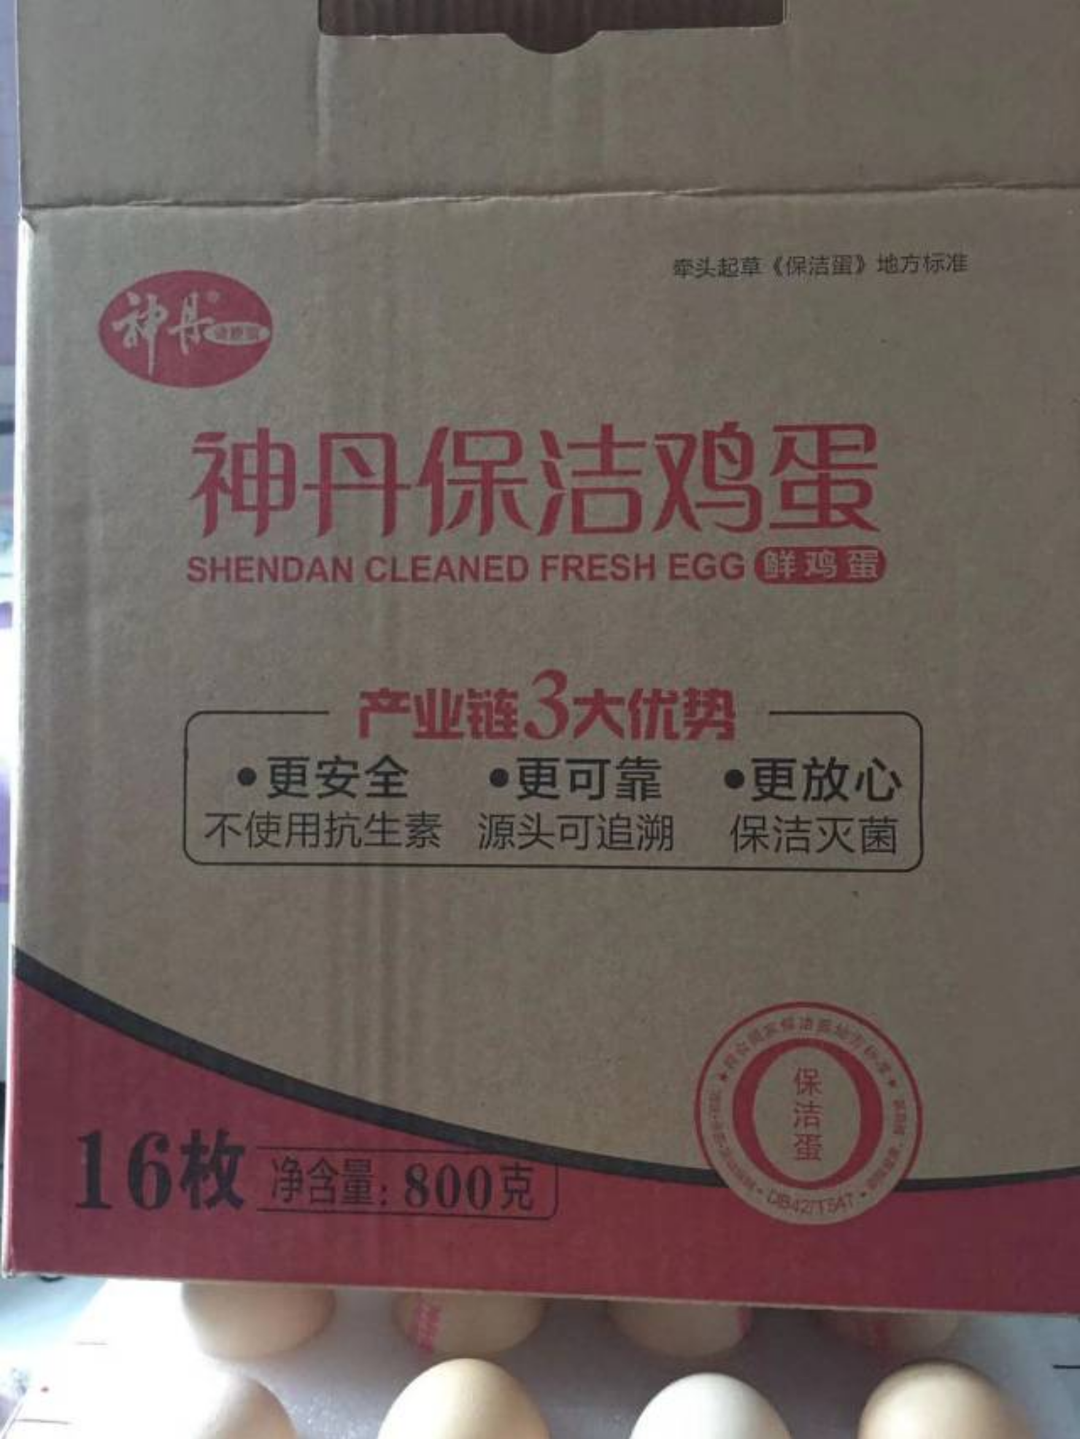 牵头起草《保洁蛋》地方标准
神丹®
神丹保洁鸡蛋
SHENDAN CLEANED FRESH EGG 鲜鸡蛋
产业链3大优势
•更安全 •更可靠 •更放心
不使用抗生素 源头可追溯 保洁灭菌
保洁蛋
DB42/T547
16枚 净含量:800克